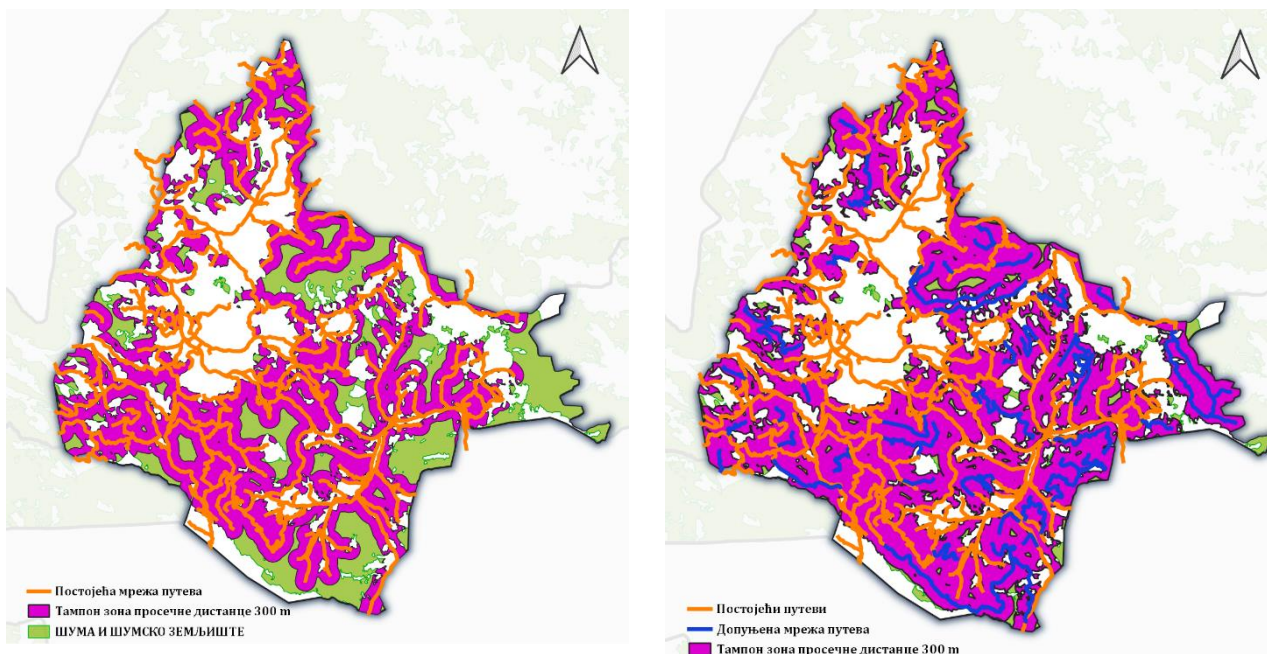 Постојећа мрежа путева
Тампон зона просечне дистанце 300 m
ШУМА И ШУМСКО ЗЕМЉИШТЕ
Постојећи путеви
Допуњена мрежа путева
Тампон зона просечне дистанце 300 m